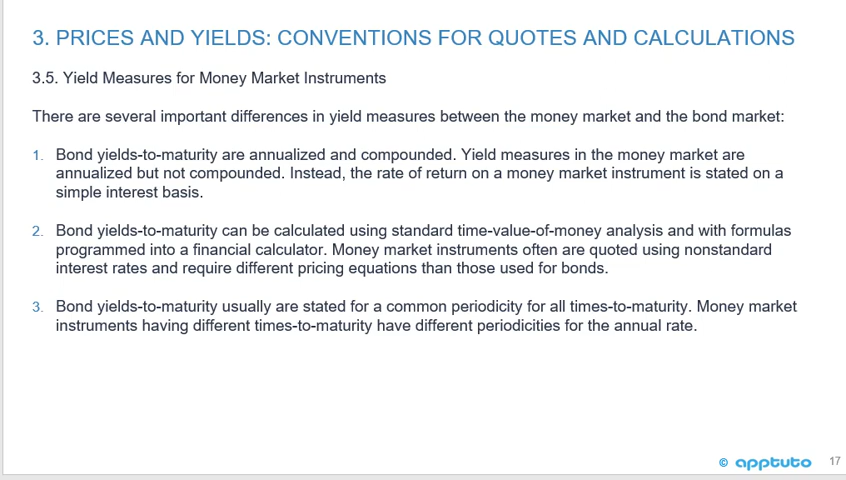 3. PRICES AND YIELDS: CONVENTIONS FOR QUOTES AND CALCULATIONS
3.5. Yield Measures for Money Market Instruments
There are several important differences in yield measures between the money market and the bond market:
1. Bond yields-to-maturity are annualized and compounded. Yield measures in the money market are
annualized but not compounded. Instead, the rate of return on a money market instrument is stated on a
simple interest basis.
2. Bond yields-to-maturity can be calculated using standard time-value-of-money analysis and with formulas
programmed into a financial calculator. Money market instruments often are quoted using nonstandard
interest rates and require different pricing equations than those used for bonds.
3. Bond yields-to-maturity usually are stated for a common periodicity for all times-to-maturity. Money market
instruments having different times-to-maturity have different periodicities for the annual rate.
© apptuto 17